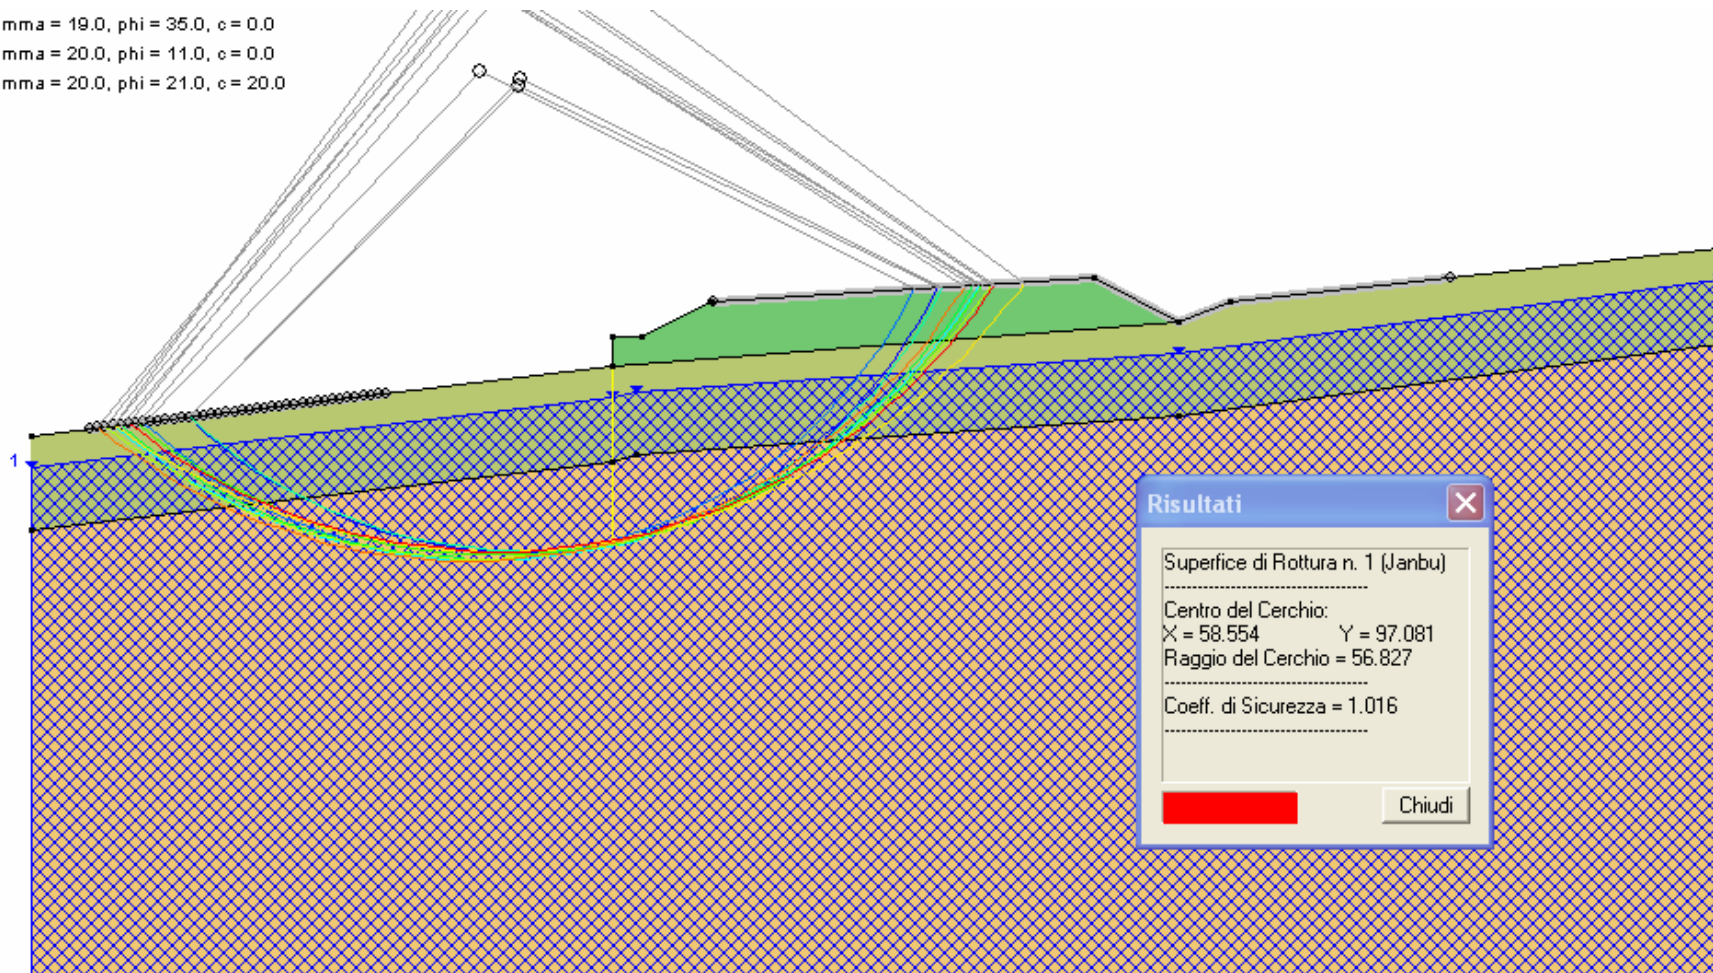 mma = 19.0, phi = 35.0, c = 0.0
mma = 20.0, phi = 11.0, c = 0.0
mma = 20.0, phi = 21.0, c = 20.0
1
Risultati
Superfice di Rottura n. 1 (Janbu)
----------------------------------
Centro del Cerchio:
X = 58.554 Y = 97.081
Raggio del Cerchio = 56.827
----------------------------------
Coeff. di Sicurezza = 1.016
----------------------------------
Chiudi